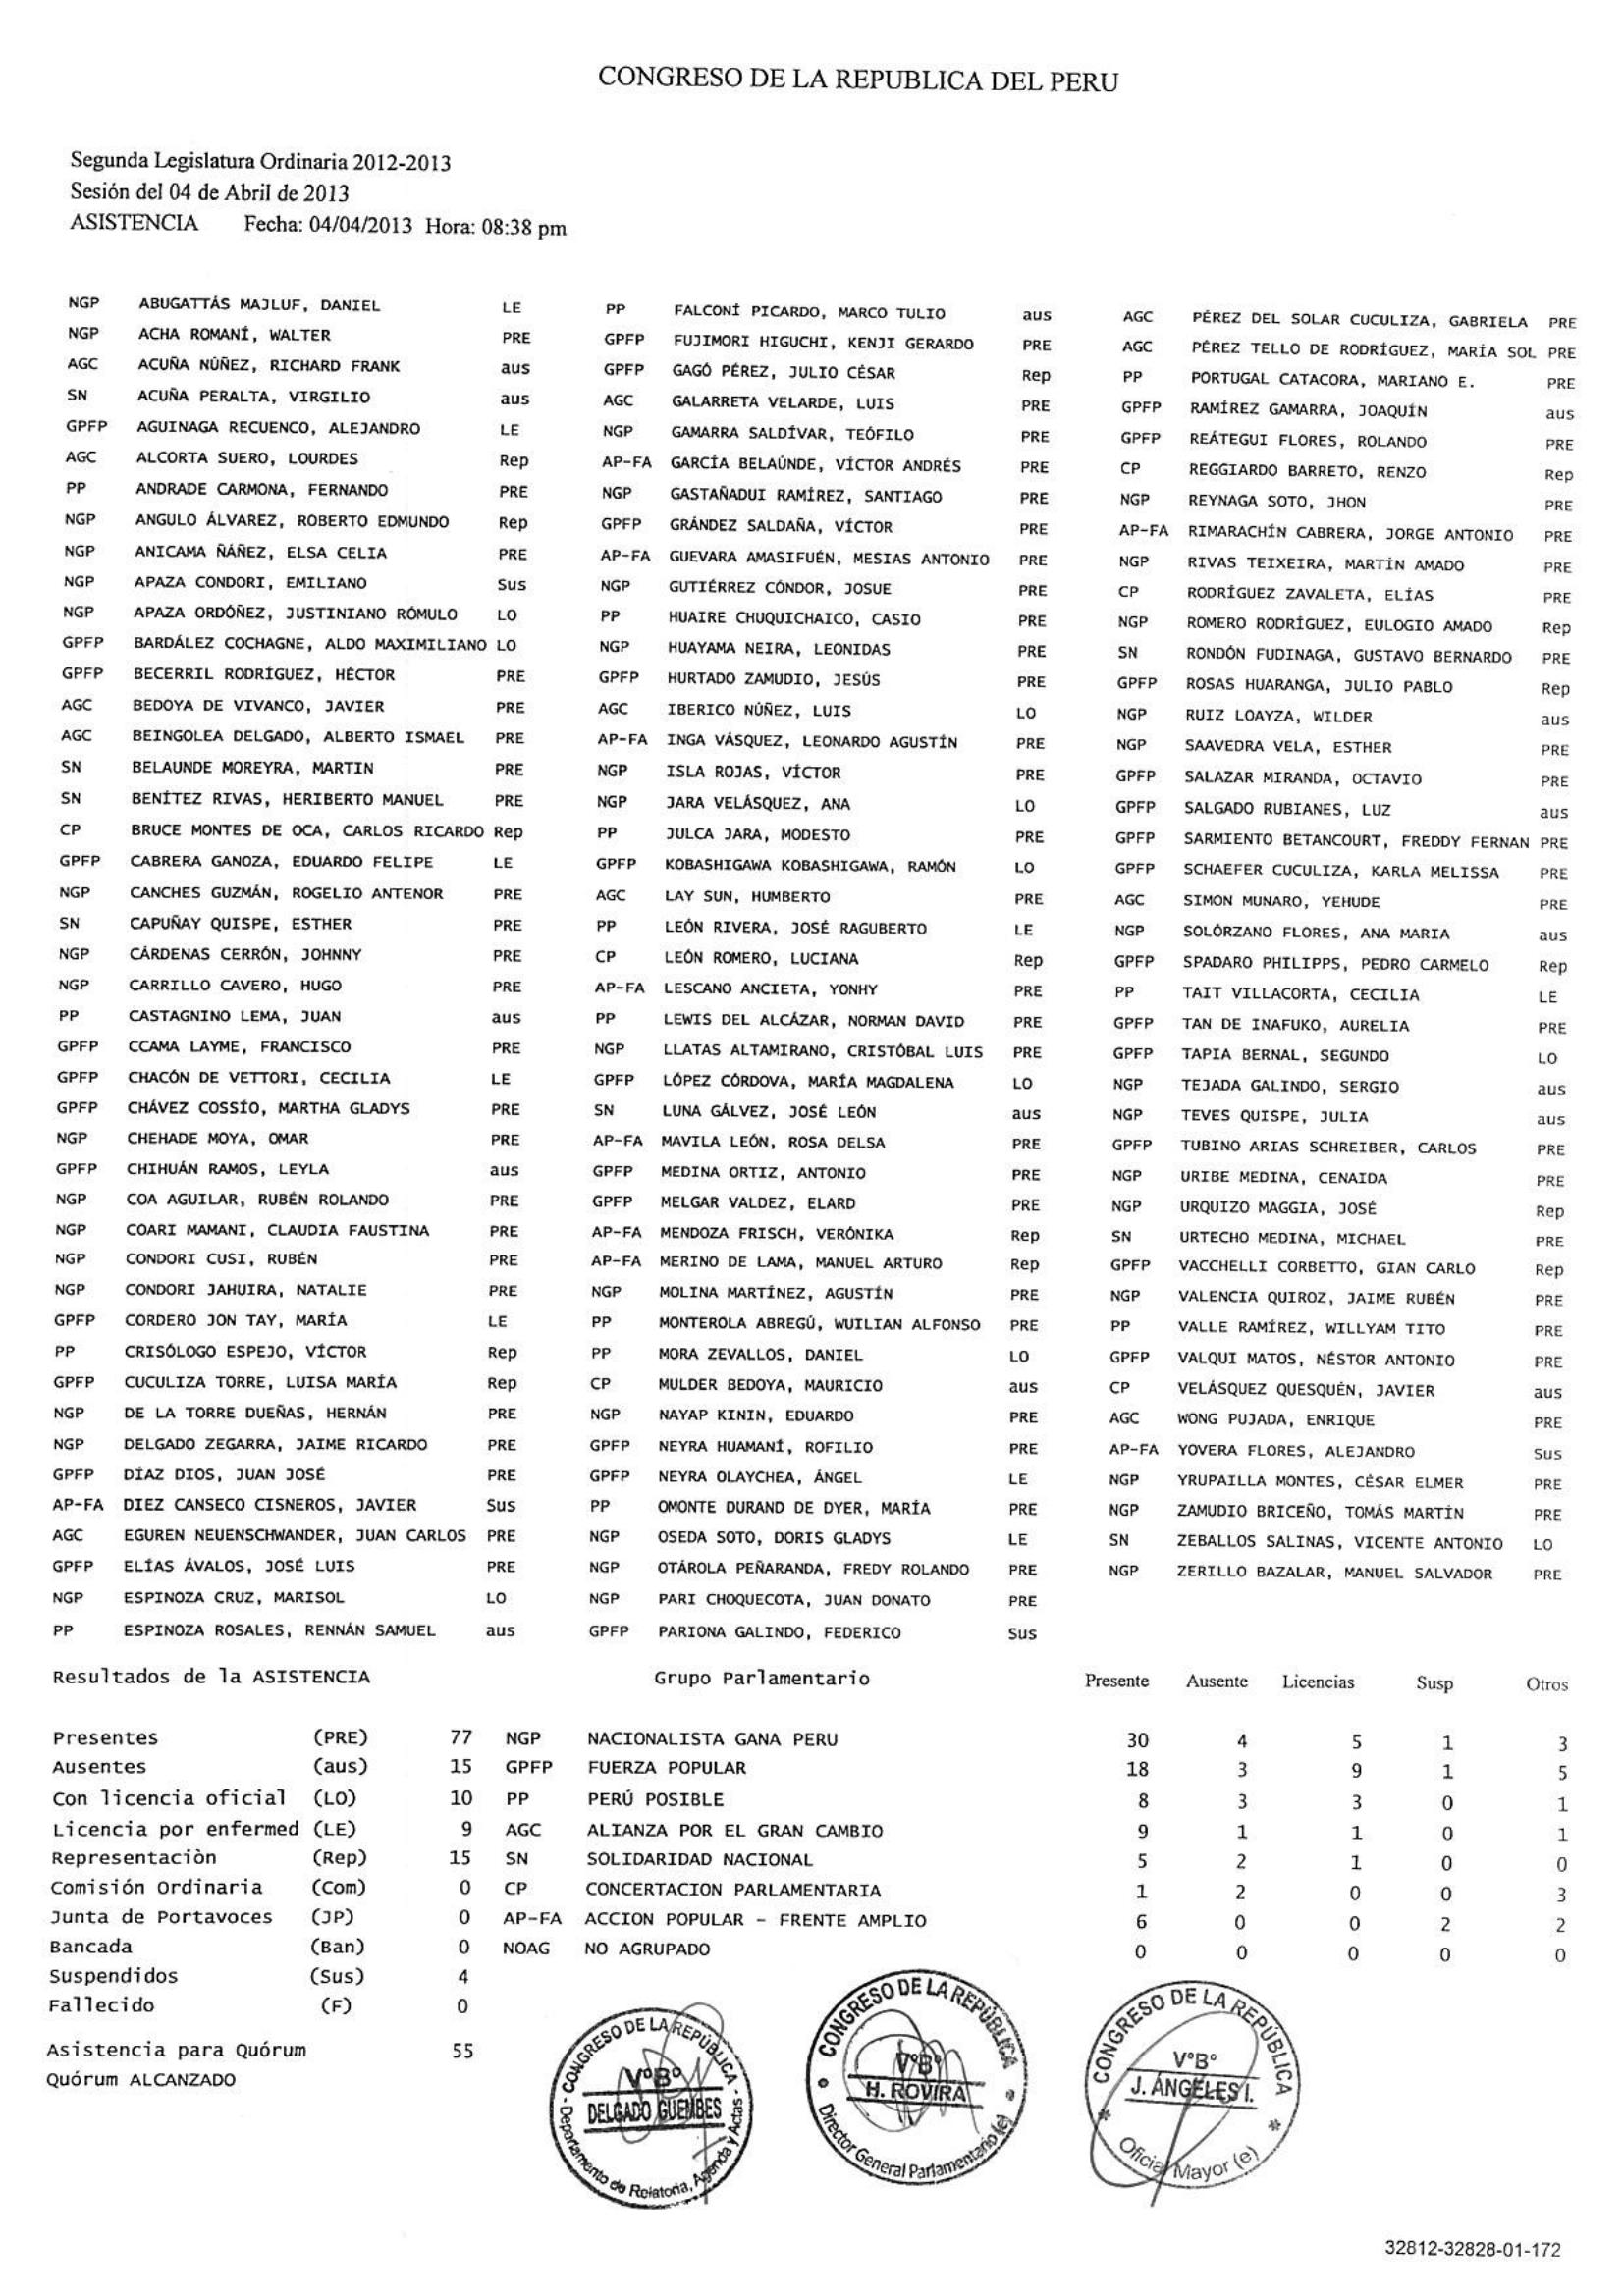 CONGRESO DE LA REPUBLICA DEL PERU
Segunda Legislatura Ordinaria 2012-2013
Sesión del 04 de Abril de 2013
ASISTENCIA Fecha: 04/04/2013 Hora: 08:38 pm
NGP ABUGATTÁS MAJLUF, DANIEL LE
NGP ACHA ROMANÍ, WALTER PRE
AGC ACUÑA NÚÑEZ, RICHARD FRANK aus
SN ACUÑA PERALTA, VIRGILIO aus
GPFP AGUINAGA RECUENCO, ALEJANDRO LE
AGC ALCORTA SUERO, LOURDES Rep
PP ANDRADE CARMONA, FERNANDO PRE
NGP ANGULO ÁLVAREZ, ROBERTO EDMUNDO Rep
NGP ANICAMA ÑÁÑEZ, ELSA CELIA PRE
NGP APAZA CONDORI, EMILIANO Sus
NGP APAZA ORDÓÑEZ, JUSTINIANO RÓMULO LO
GPFP BARDÁLEZ COCHAGNE, ALDO MAXIMILIANO LO
GPFP BECERRIL RODRÍGUEZ, HÉCTOR PRE
AGC BEDOYA DE VIVANCO, JAVIER PRE
AGC BEINGOLEA DELGADO, ALBERTO ISMAEL PRE
SN BELAUNDE MOREYRA, MARTIN PRE
SN BENÍTEZ RIVAS, HERIBERTO MANUEL PRE
CP BRUCE MONTES DE OCA, CARLOS RICARDO Rep
GPFP CABRERA GANOZA, EDUARDO FELIPE LE
NGP CANCHES GUZMÁN, ROGELIO ANTENOR PRE
SN CAPUÑAY QUISPE, ESTHER PRE
NGP CÁRDENAS CERRÓN, JOHNNY PRE
NGP CARRILLO CAVERO, HUGO PRE
PP CASTAGNINO LEMA, JUAN aus
GPFP CCAMA LAYME, FRANCISCO PRE
GPFP CHACÓN DE VETTORI, CECILIA LE
GPFP CHÁVEZ COSSÍO, MARTHA GLADYS PRE
NGP CHEHADE MOYA, OMAR PRE
GPFP CHIHUÁN RAMOS, LEYLA aus
NGP COA AGUILAR, RUBÉN ROLANDO PRE
NGP COARI MAMANI, CLAUDIA FAUSTINA PRE
NGP CONDORI CUSI, RUBÉN PRE
NGP CONDORI JAHUIRA, NATALIE PRE
GPFP CORDERO JON TAY, MARÍA LE
PP CRISÓLOGO ESPEJO, VÍCTOR Rep
GPFP CUCULIZA TORRE, LUISA MARÍA Rep
NGP DE LA TORRE DUEÑAS, HERNÁN PRE
NGP DELGADO ZEGARRA, JAIME RICARDO PRE
GPFP DÍAZ DIOS, JUAN JOSÉ PRE
AP-FA DIEZ CANSECO CISNEROS, JAVIER Sus
AGC EGUREN NEUENSCHWANDER, JUAN CARLOS PRE
GPFP ELÍAS ÁVALOS, JOSÉ LUIS PRE
NGP ESPINOZA CRUZ, MARISOL LO
PP ESPINOZA ROSALES, RENNÁN SAMUEL aus
PP FALCONÍ PICARDO, MARCO TULIO aus
GPFP FUJIMORI HIGUCHI, KENJI GERARDO PRE
GPFP GAGÓ PÉREZ, JULIO CÉSAR Rep
AGC GALARRETA VELARDE, LUIS PRE
NGP GAMARRA SALDÍVAR, TEÓFILO PRE
AP-FA GARCÍA BELAÚNDE, VÍCTOR ANDRÉS PRE
NGP GASTAÑADUI RAMÍREZ, SANTIAGO PRE
GPFP GRÁNDEZ SALDAÑA, VÍCTOR PRE
AP-FA GUEVARA AMASIFUÉN, MESIAS ANTONIO PRE
NGP GUTIÉRREZ CÓNDOR, JOSUE PRE
PP HUAIRE CHUQUICHAICO, CASIO PRE
NGP HUAYAMA NEIRA, LEONIDAS PRE
GPFP HURTADO ZAMUDIO, JESÚS PRE
AGC IBERICO NÚÑEZ, LUIS LO
AP-FA INGA VÁSQUEZ, LEONARDO AGUSTÍN PRE
NGP ISLA ROJAS, VÍCTOR PRE
NGP JARA VELÁSQUEZ, ANA LO
PP JULCA JARA, MODESTO PRE
GPFP KOBASHIGAWA KOBASHIGAWA, RAMÓN LO
AGC LAY SUN, HUMBERTO PRE
PP LEÓN RIVERA, JOSÉ RAGUBERTO LE
CP LEÓN ROMERO, LUCIANA Rep
AP-FA LESCANO ANCIETA, YONHY PRE
PP LEWIS DEL ALCÁZAR, NORMAN DAVID PRE
NGP LLATAS ALTAMIRANO, CRISTÓBAL LUIS PRE
GPFP LÓPEZ CÓRDOVA, MARÍA MAGDALENA LO
SN LUNA GÁLVEZ, JOSÉ LEÓN aus
AP-FA MAVILA LEÓN, ROSA DELSA PRE
GPFP MEDINA ORTIZ, ANTONIO PRE
GPFP MELGAR VALDEZ, ELARD PRE
AP-FA MENDOZA FRISCH, VERÓNIKA Rep
AP-FA MERINO DE LAMA, MANUEL ARTURO Rep
NGP MOLINA MARTÍNEZ, AGUSTÍN PRE
PP MONTEROLA ABREGÚ, WUILIAN ALFONSO PRE
PP MORA ZEVALLOS, DANIEL LO
CP MULDER BEDOYA, MAURICIO aus
NGP NAYAP KININ, EDUARDO PRE
GPFP NEYRA HUAMANÍ, ROFILIO PRE
GPFP NEYRA OLAYCHEA, ÁNGEL LE
PP OMONTE DURAND DE DYER, MARÍA PRE
NGP OSEDA SOTO, DORIS GLADYS LE
NGP OTÁROLA PEÑARANDA, FREDY ROLANDO PRE
NGP PARI CHOQUECOTA, JUAN DONATO PRE
GPFP PARIONA GALINDO, FEDERICO Sus
AGC PÉREZ DEL SOLAR CUCULIZA, GABRIELA PRE
AGC PÉREZ TELLO DE RODRÍGUEZ, MARÍA SOL PRE
PP PORTUGAL CATACORA, MARIANO E. PRE
GPFP RAMÍREZ GAMARRA, JOAQUÍN aus
GPFP REÁTEGUI FLORES, ROLANDO PRE
CP REGGIARDO BARRETO, RENZO Rep
NGP REYNAGA SOTO, JHON PRE
AP-FA RIMARACHÍN CABRERA, JORGE ANTONIO PRE
NGP RIVAS TEIXEIRA, MARTÍN AMADO PRE
CP RODRÍGUEZ ZAVALETA, ELÍAS PRE
NGP ROMERO RODRÍGUEZ, EULOGIO AMADO Rep
SN RONDÓN FUDINAGA, GUSTAVO BERNARDO PRE
GPFP ROSAS HUARANGA, JULIO PABLO Rep
NGP RUIZ LOAYZA, WILDER aus
NGP SAAVEDRA VELA, ESTHER PRE
GPFP SALAZAR MIRANDA, OCTAVIO PRE
GPFP SALGADO RUBIANES, LUZ aus
GPFP SARMIENTO BETANCOURT, FREDDY FERNAN PRE
GPFP SCHAEFER CUCULIZA, KARLA MELISSA PRE
AGC SIMON MUNARO, YEHUDE PRE
NGP SOLÓRZANO FLORES, ANA MARIA aus
GPFP SPADARO PHILIPPS, PEDRO CARMELO Rep
PP TAIT VILLACORTA, CECILIA LE
GPFP TAN DE INAFUKO, AURELIA PRE
GPFP TAPIA BERNAL, SEGUNDO LO
NGP TEJADA GALINDO, SERGIO aus
NGP TEVES QUISPE, JULIA aus
GPFP TUBINO ARIAS SCHREIBER, CARLOS PRE
NGP URIBE MEDINA, CENAIDA PRE
NGP URQUIZO MAGGIA, JOSÉ Rep
SN URTECHO MEDINA, MICHAEL PRE
GPFP VACCHELLI CORBETTO, GIAN CARLO Rep
NGP VALENCIA QUIROZ, JAIME RUBÉN PRE
PP VALLE RAMÍREZ, WILLYAM TITO PRE
GPFP VALQUI MATOS, NÉSTOR ANTONIO PRE
CP VELÁSQUEZ QUESQUÉN, JAVIER aus
AGC WONG PUJADA, ENRIQUE PRE
AP-FA YOVERA FLORES, ALEJANDRO Sus
NGP YRUPAILLA MONTES, CÉSAR ELMER PRE
NGP ZAMUDIO BRICEÑO, TOMÁS MARTÍN PRE
SN ZEBALLOS SALINAS, VICENTE ANTONIO LO
NGP ZERILLO BAZALAR, MANUEL SALVADOR PRE
Resultados de la ASISTENCIA
Presentes (PRE) 77
Ausentes (aus) 15
Con licencia oficial (LO) 10
Licencia por enfermed (LE) 9
Representaciòn (Rep) 15
Comisión Ordinaria (Com) 0
Junta de Portavoces (JP) 0
Bancada (Ban) 0
Suspendidos (Sus) 4
Fallecido (F) 0
Asistencia para Quórum 55
Quórum ALCANZADO
Grupo Parlamentario Presente Ausente Licencias Susp Otros
NGP NACIONALISTA GANA PERU 30 4 5 1 3
GPFP FUERZA POPULAR 18 3 9 1 5
PP PERÚ POSIBLE 8 3 3 0 1
AGC ALIANZA POR EL GRAN CAMBIO 9 1 1 0 1
SN SOLIDARIDAD NACIONAL 5 2 1 0 0
CP CONCERTACION PARLAMENTARIA 1 2 0 0 3
AP-FA ACCION POPULAR - FRENTE AMPLIO 6 0 0 2 2
NOAG NO AGRUPADO 0 0 0 0 0
CONGRESO DE LA REPÚBLICA
V°B°
DELGADO GUEMBES
Departamento de Relatoría, Agenda y Actas
CONGRESO DE LA REPÚBLICA
V°B°
H. ROVIRA
Director General Parlamentario (e)
CONGRESO DE LA REPÚBLICA
V°B°
J. ÁNGELES I.
Oficial Mayor (e)
32812-32828-01-172